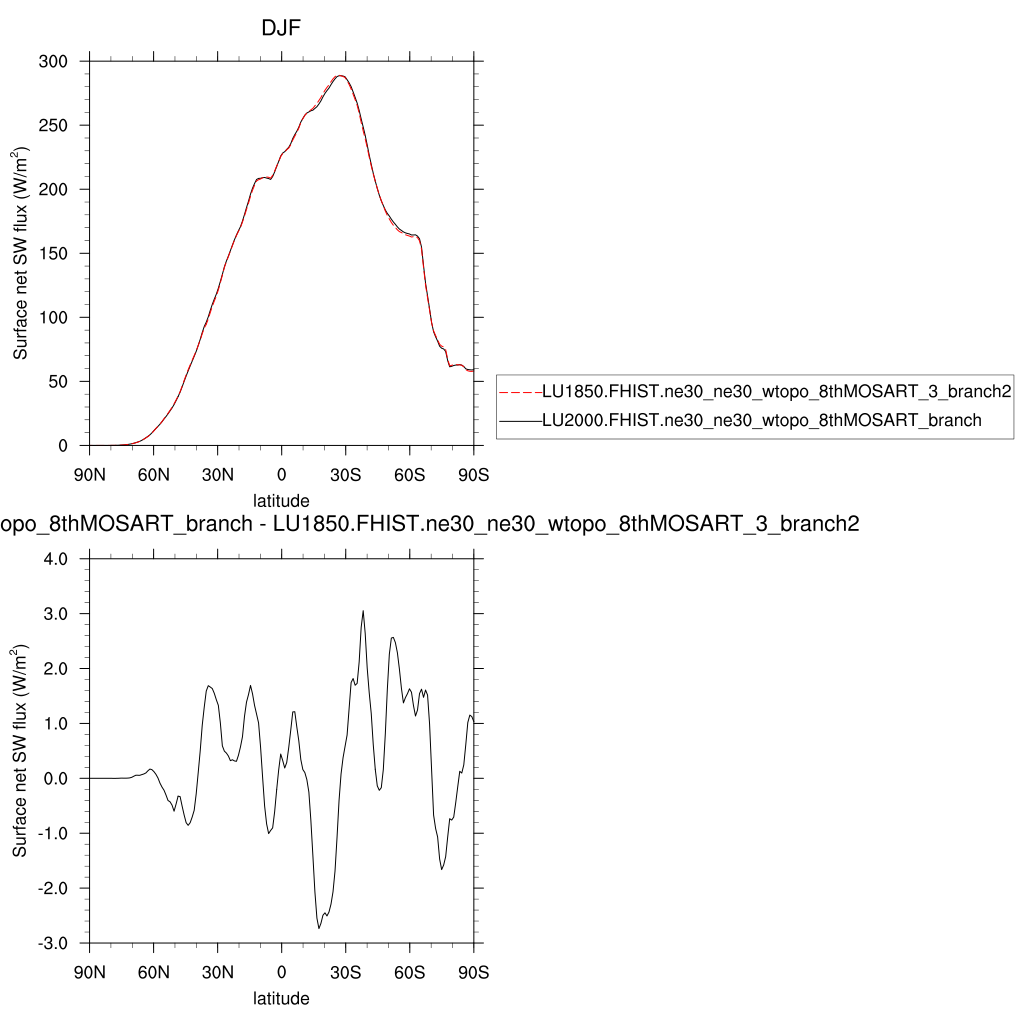 DJF
300
250
200
150
100
50
0
Surface net SW flux (W/m²)
90N 60N 30N 0 30S 60S 90S
latitude
LU1850.FHIST.ne30_ne30_wtopo_8thMOSART_3_branch2
LU2000.FHIST.ne30_ne30_wtopo_8thMOSART_branch
opo_8thMOSART_branch - LU1850.FHIST.ne30_ne30_wtopo_8thMOSART_3_branch2
4.0
3.0
2.0
1.0
0.0
-1.0
-2.0
-3.0
Surface net SW flux (W/m²)
90N 60N 30N 0 30S 60S 90S
latitude